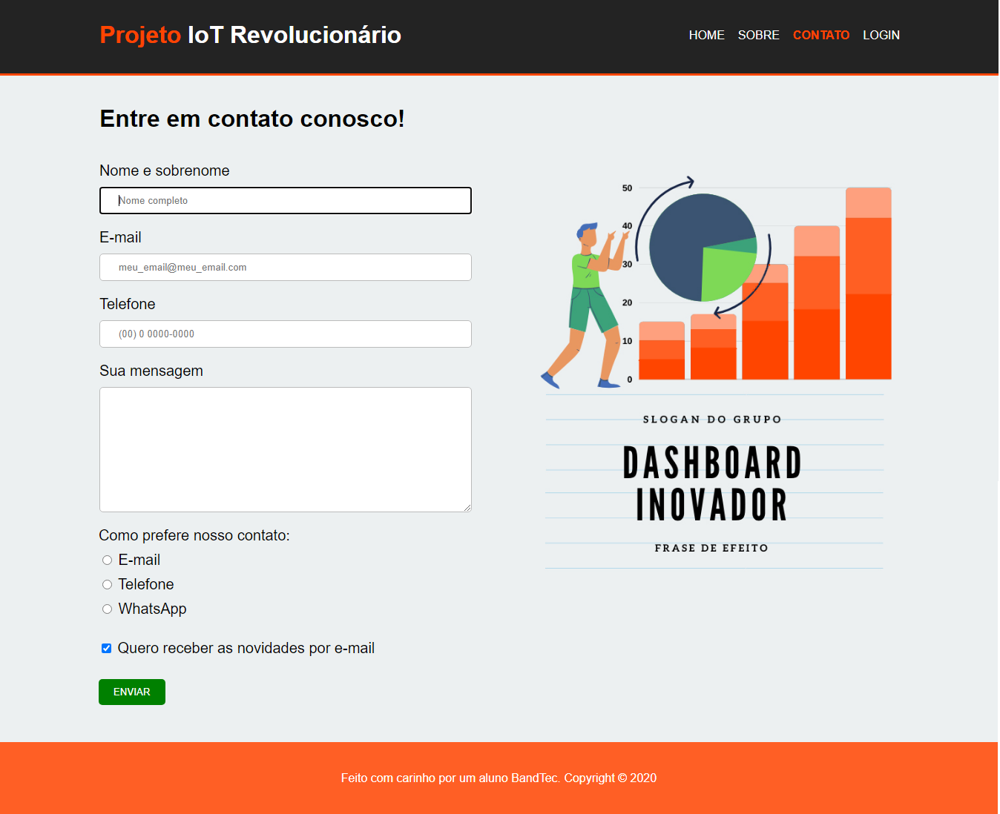 Projeto IoT Revolucionário
HOME SOBRE CONTATO LOGIN
Entre em contato conosco!
Nome e sobrenome
Nome completo
E-mail
meu_email@meu_email.com
Telefone
(00) 0 0000-0000
Sua mensagem
Como prefere nosso contato:
E-mail
Telefone
WhatsApp
Quero receber as novidades por e-mail
ENVIAR
50
40
30
20
10
0
SLOGAN DO GRUPO
DASHBOARD
INOVADOR
FRASE DE EFEITO
Feito com carinho por um aluno BandTec. Copyright © 2020